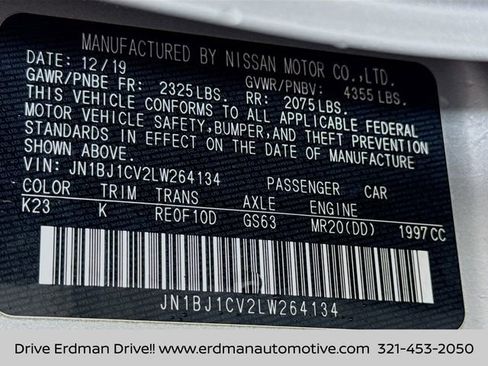 MANUFACTURED BY NISSAN MOTOR CO.,LTD.
DATE: 12/19 GVWR/PNBV: 4355 LBS.
GAWR/PNBE FR: 2325 LBS. RR: 2075 LBS.
THIS VEHICLE CONFORMS TO ALL APPLICABLE FEDERAL
MOTOR VEHICLE SAFETY,BUMPER,AND THEFT PREVENTION
STANDARDS IN EFFECT ON THE DATE OF MANUFACTURE
SHOWN ABOVE.
VIN: JN1BJ1CV2LW264134 PASSENGER CAR
COLOR TRIM TRANS AXLE ENGINE
K23 K RE0F10D GS63 MR20(DD) 1997CC
JN1BJ1CV2LW264134
Drive Erdman Drive!! www.erdmanautomotive.com 321-453-2050